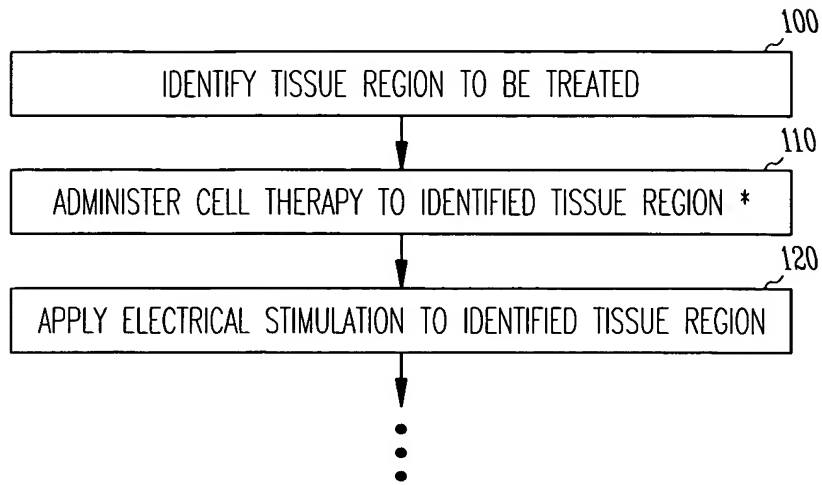 100
IDENTIFY TISSUE REGION TO BE TREATED
110
ADMINISTER CELL THERAPY TO IDENTIFIED TISSUE REGION *
120
APPLY ELECTRICAL STIMULATION TO IDENTIFIED TISSUE REGION